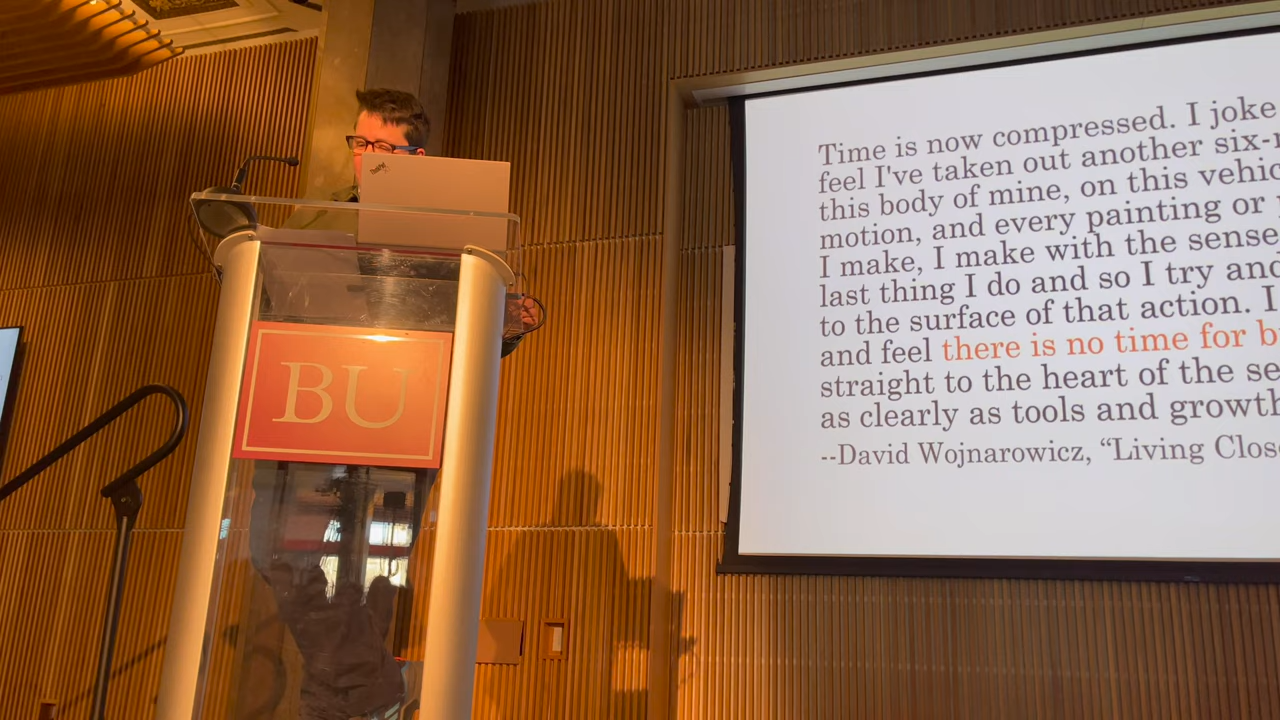 ThinkPad
BU
Time is now compressed. I joke
feel I've taken out another six-
this body of mine, on this vehic
motion, and every painting or
I make, I make with the sense
last thing I do and so I try and
to the surface of that action. I
and feel there is no time for b
straight to the heart of the se
as clearly as tools and growth
--David Wojnarowicz, “Living Close